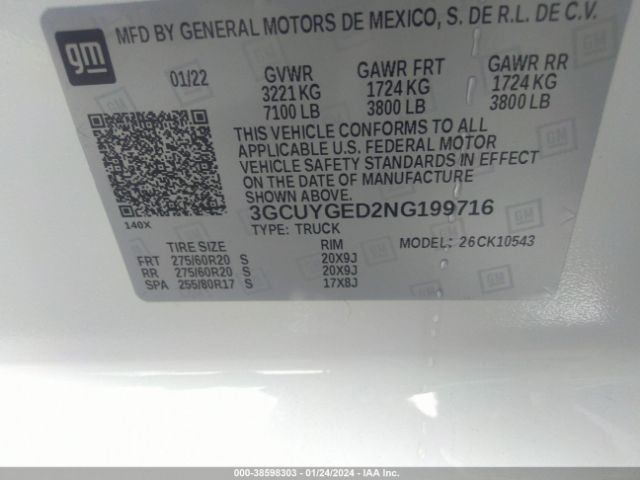 gm
MFD BY GENERAL MOTORS DE MEXICO, S. DE R.L. DE C.V.
01/22 GVWR GAWR FRT GAWR RR
3221 KG 1724 KG 1724 KG
7100 LB 3800 LB 3800 LB
THIS VEHICLE CONFORMS TO ALL
APPLICABLE U.S. FEDERAL MOTOR
VEHICLE SAFETY STANDARDS IN EFFECT
ON THE DATE OF MANUFACTURE
SHOWN ABOVE.
3GCUYGED2NG199716
140X TYPE: TRUCK MODEL: 26CK10543
TIRE SIZE RIM
FRT 275/60R20 S 20X9J
RR 275/60R20 S 20X9J
SPA 255/80R17 S 17X8J
000-38598303 - 01/24/2024 - IAAI.COM